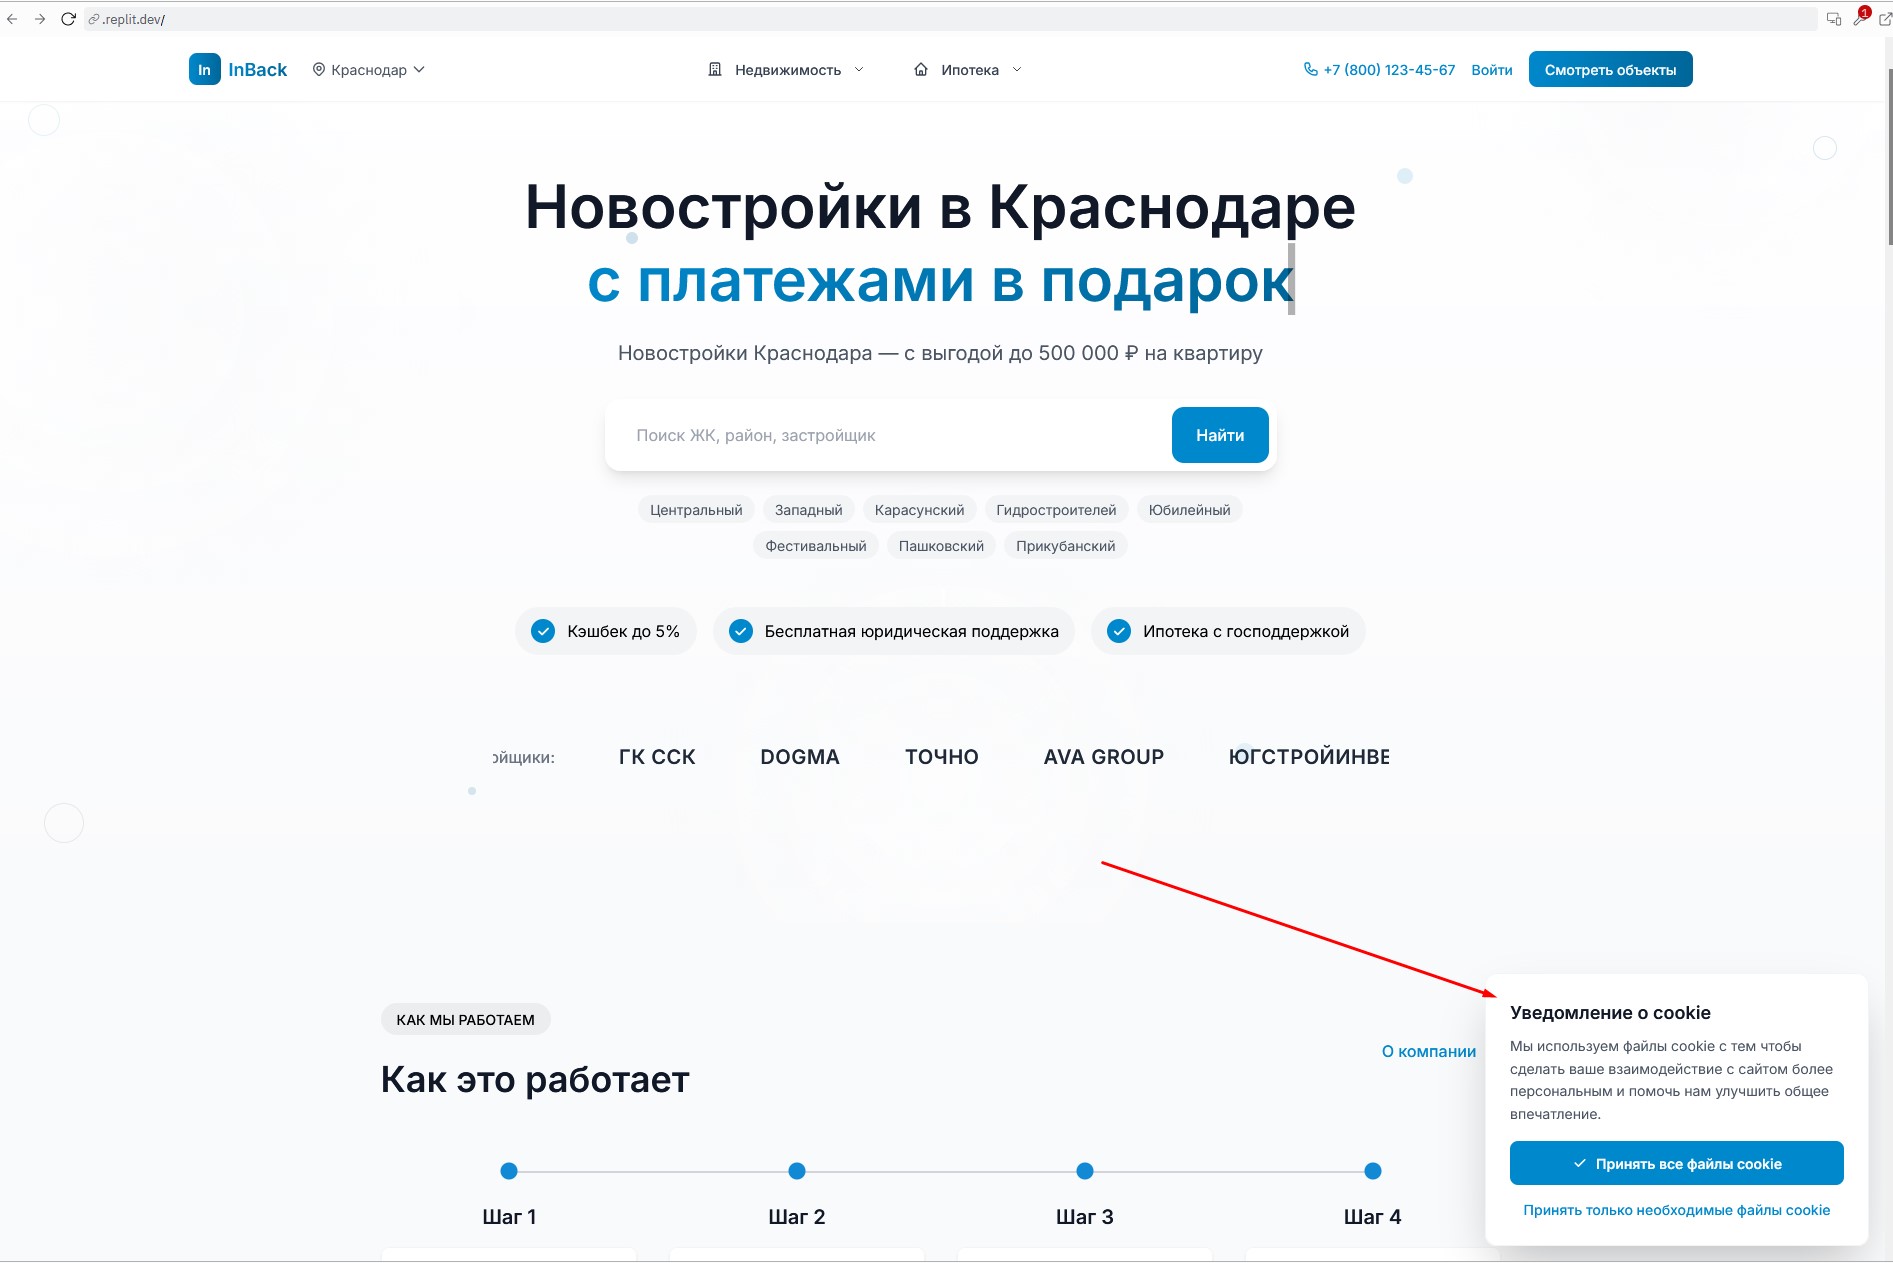 .replit.dev/
1
In InBack
Краснодар
Недвижимость
Ипотека
+7 (800) 123-45-67
Войти
Смотреть объекты
Новостройки в Краснодаре
с платежами в подарок
Новостройки Краснодара — с выгодой до 500 000 ₽ на квартиру
Поиск ЖК, район, застройщик
Найти
Центральный
Западный
Карасунский
Гидростроителей
Юбилейный
Фестивальный
Пашковский
Прикубанский
Кэшбек до 5%
Бесплатная юридическая поддержка
Ипотека с господдержкой
ойщики:
ГК ССК
DOGMA
ТОЧНО
AVA GROUP
ЮГСТРОЙИНВЕ
КАК МЫ РАБОТАЕМ
Как это работает
О компании
Шаг 1
Шаг 2
Шаг 3
Шаг 4
Уведомление о cookie
Мы используем файлы cookie с тем чтобы
сделать ваше взаимодействие с сайтом более
персональным и помочь нам улучшить общее
впечатление.
Принять все файлы cookie
Принять только необходимые файлы cookie